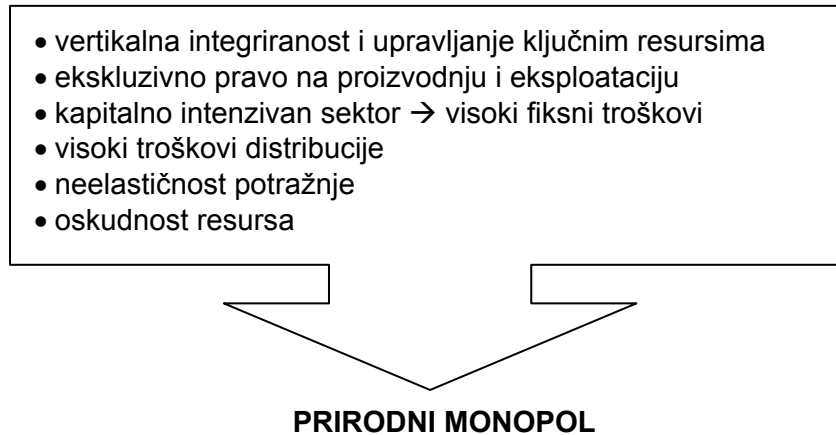 • vertikalna integriranost i upravljanje ključnim resursima
• ekskluzivno pravo na proizvodnju i eksploataciju
• kapitalno intenzivan sektor → visoki fiksni troškovi
• visoki troškovi distribucije
• neelastičnost potražnje
• oskudnost resursa
PRIRODNI MONOPOL